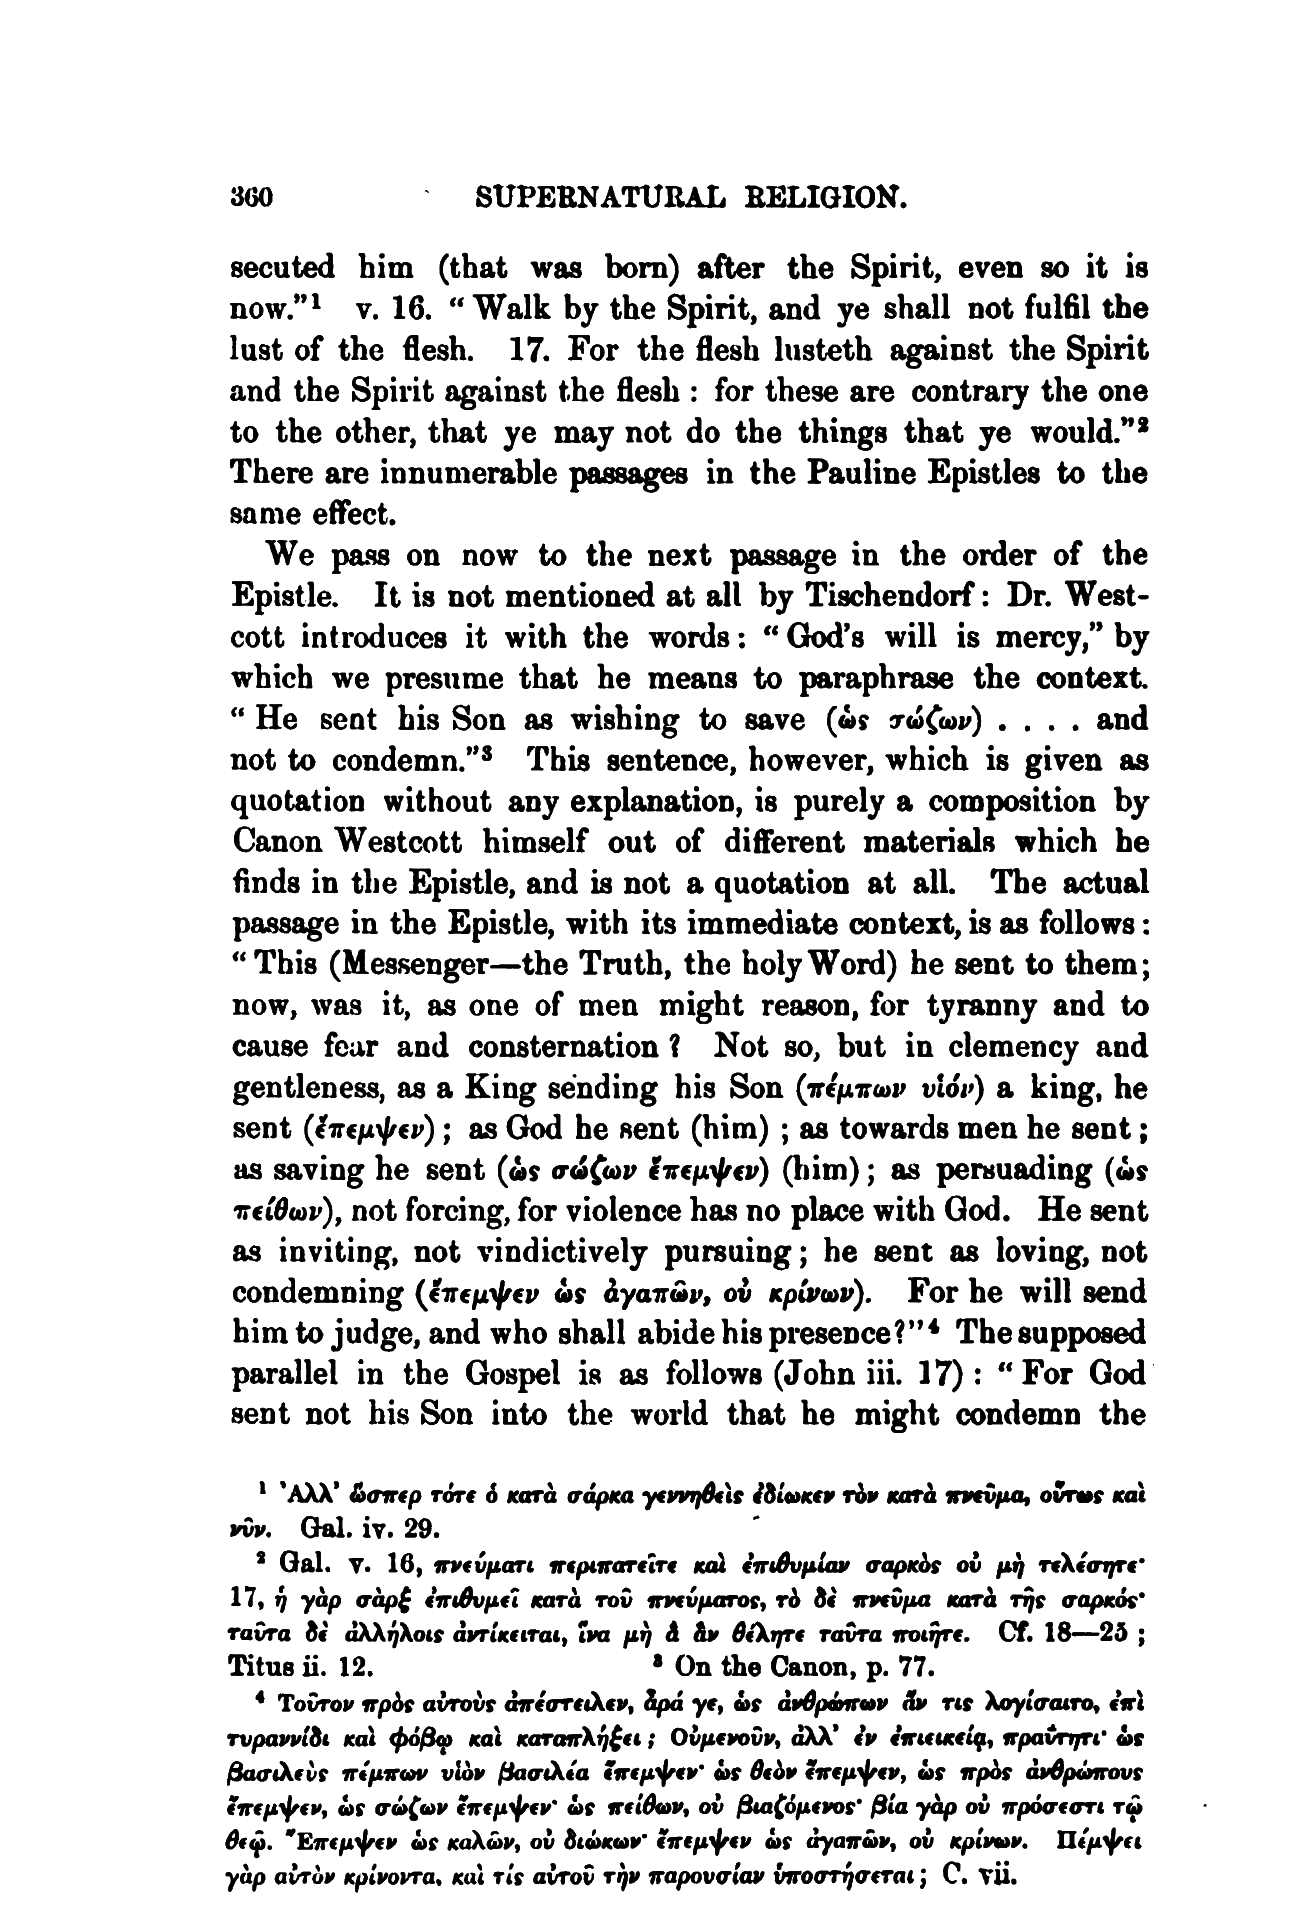 360 SUPERNATURAL RELIGION.
secuted him (that was born) after the Spirit, even so it is
now."¹ v. 16. "Walk by the Spirit, and ye shall not fulfil the
lust of the flesh. 17. For the flesh lusteth against the Spirit
and the Spirit against the flesh : for these are contrary the one
to the other, that ye may not do the things that ye would."²
There are innumerable passages in the Pauline Epistles to the
same effect.
We pass on now to the next passage in the order of the
Epistle. It is not mentioned at all by Tischendorf : Dr. West-
cott introduces it with the words : "God's will is mercy," by
which we presume that he means to paraphrase the context.
"He sent his Son as wishing to save (ὡς σώζων) . . . . and
not to condemn."³ This sentence, however, which is given as
quotation without any explanation, is purely a composition by
Canon Westcott himself out of different materials which he
finds in the Epistle, and is not a quotation at all. The actual
passage in the Epistle, with its immediate context, is as follows :
"This (Messenger—the Truth, the holy Word) he sent to them;
now, was it, as one of men might reason, for tyranny and to
cause fear and consternation ? Not so, but in clemency and
gentleness, as a King sending his Son (πέμπων υἱόν) a king, he
sent (ἔπεμψεν) ; as God he sent (him) ; as towards men he sent ;
as saving he sent (ὡς σώζων ἔπεμψεν) (him) ; as persuading (ὡς
πείθων), not forcing, for violence has no place with God. He sent
as inviting, not vindictively pursuing ; he sent as loving, not
condemning (ἔπεμψεν ὡς ἀγαπῶν, οὐ κρίνων). For he will send
him to judge, and who shall abide his presence?"⁴ The supposed
parallel in the Gospel is as follows (John iii. 17) : "For God
sent not his Son into the world that he might condemn the
¹ Ἀλλ' ὥσπερ τότε ὁ κατὰ σάρκα γεννηθεὶς ἐδίωκεν τὸν κατὰ πνεῦμα, οὕτως καὶ
νῦν. Gal. iv. 29.
² Gal. v. 16, πνεύματι περιπατεῖτε καὶ ἐπιθυμίαν σαρκὸς οὐ μὴ τελέσητε·
17, ἡ γὰρ σὰρξ ἐπιθυμεῖ κατὰ τοῦ πνεύματος, τὸ δὲ πνεῦμα κατὰ τῆς σαρκός·
ταῦτα δὲ ἀλλήλοις ἀντίκειται, ἵνα μὴ ἃ ἂν θέλητε ταῦτα ποιῆτε. Cf. 18—25 ;
Titus ii. 12. ³ On the Canon, p. 77.
⁴ Τοῦτον πρὸς αὐτοὺς ἀπέστειλεν, ἆρά γε, ὡς ἀνθρώπων ἄν τις λογίσαιτο, ἐπὶ
τυραννίδι καὶ φόβῳ καὶ καταπλήξει ; Οὐμενοῦν, ἀλλ' ἐν ἐπιεικείᾳ, πραΰτητι· ὡς
βασιλεὺς πέμπων υἱὸν βασιλέα ἔπεμψεν· ὡς θεὸν ἔπεμψεν, ὡς πρὸς ἀνθρώπους
ἔπεμψεν, ὡς σώζων ἔπεμψεν· ὡς πείθων, οὐ βιαζόμενος· βία γὰρ οὐ πρόσεστι τῷ
θεῷ. Ἔπεμψεν ὡς καλῶν, οὐ διώκων· ἔπεμψεν ὡς ἀγαπῶν, οὐ κρίνων. Πέμψει
γὰρ αὐτὸν κρίνοντα, καὶ τίς αὐτοῦ τὴν παρουσίαν ὑποστήσεται ; C. vii.